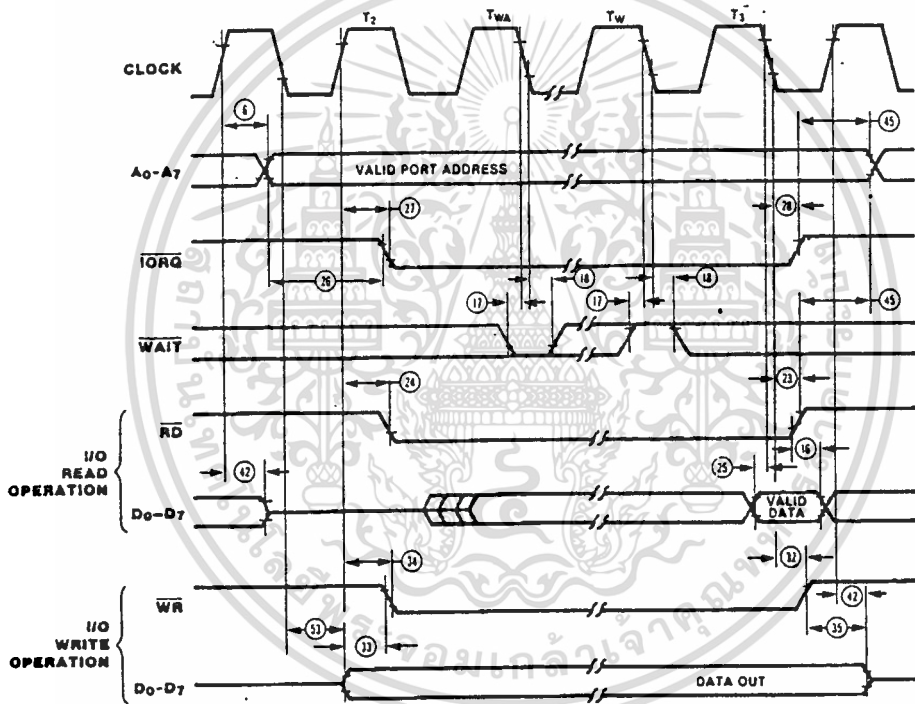 T2 TWA TW T3
CLOCK
6 45
A0-A7 VALID PORT ADDRESS
27 28
IORQ
26 18 18
17 17 45
WAIT
24 23
RD
16
I/O READ OPERATION
42 25
D0-D7 VALID DATA
34 32
WR
42
I/O WRITE OPERATION
53 33 35
D0-D7 DATA OUT